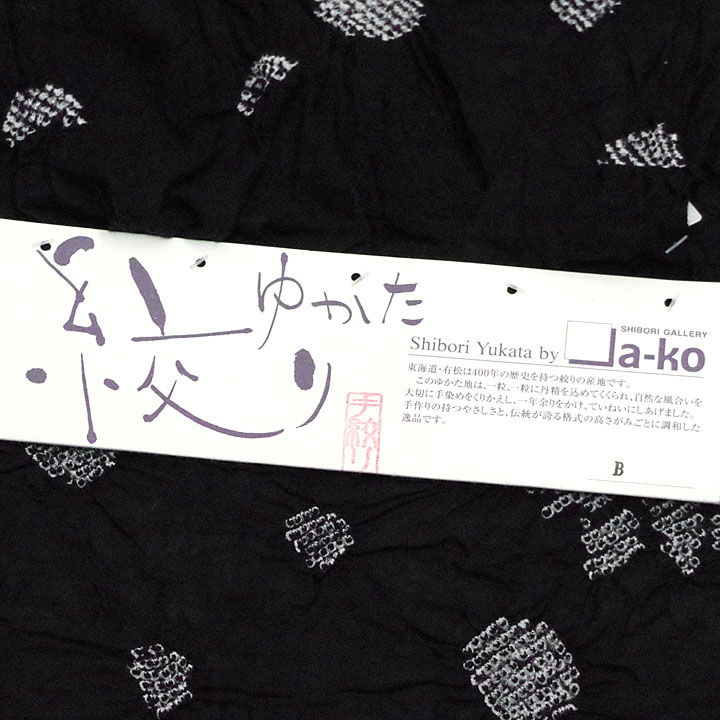 絞り
ゆかた
SHIBORI GALLERY
Shibori Yukata by a-ko
東海道・有松は400年の歴史を持つ絞りの産地です。
このゆかた地は、一粒、一粒に丹精を込めてくくられ、自然な風合いを
大切に手染めをくりかえし、一年余りをかけ、ていねいにしあげました。
手作りの持つやさしさと、伝統が誇る格式の高さがみごとに調和した
逸品です。
手絞り
B